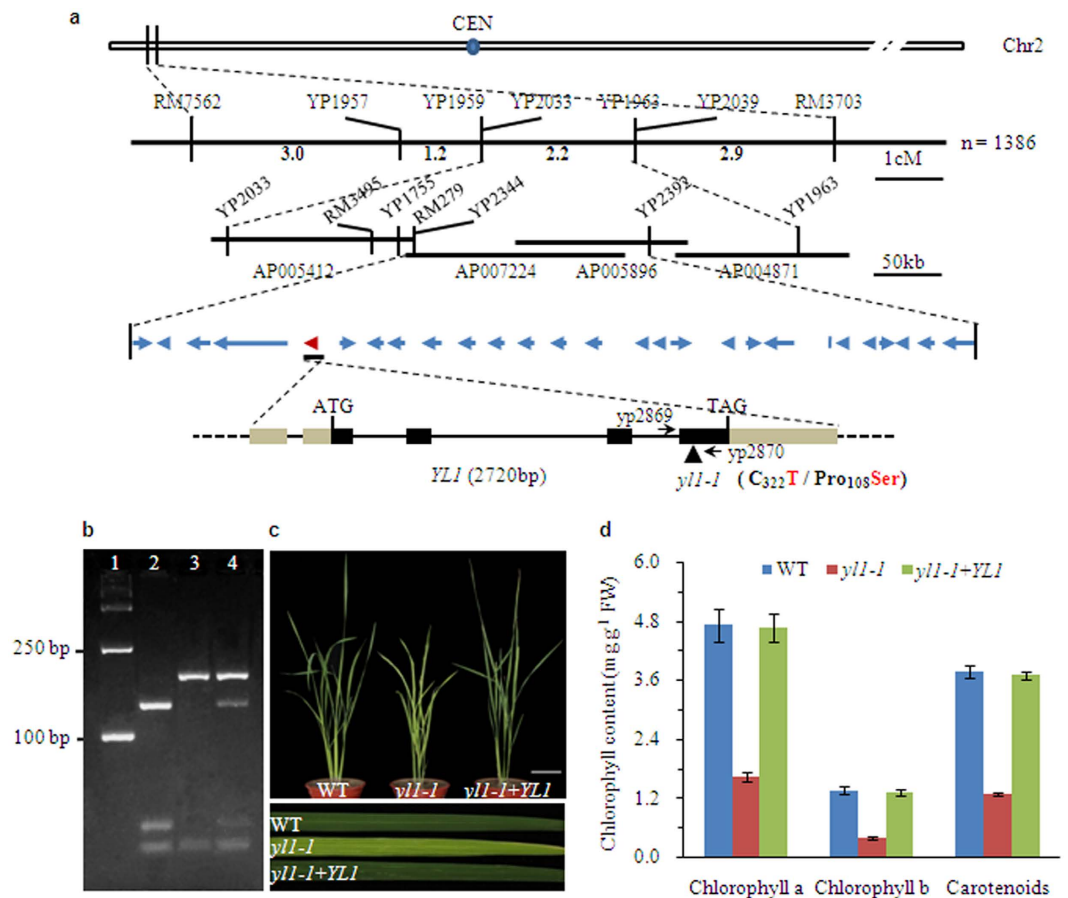 a
CEN
Chr2
RM7562 YP1957 YP1959 YP2033 YP1963 YP2039 RM3703
3.0 1.2 2.2 2.9
n = 1386
1cM
YP2033 RM3495 YP1755 RM279 YP2344 YP2392 YP1963
AP005412 AP007224 AP005896 AP004871
50kb
ATG yp2869 TAG
yp2870
YL1 (2720bp) yl1-1 (C322T / Pro108Ser)
b
1 2 3 4
250 bp
100 bp
c
WT yl1-1 yl1-1+YL1
WT
yl1-1
yl1-1+YL1
d
WT yl1-1 yl1-1+YL1
Chlorophyll content(mg g1 FW)
6.0
4.8
3.6
2.4
1.2
0.0
Chlorophyll a Chlorophyll b Carotenoids